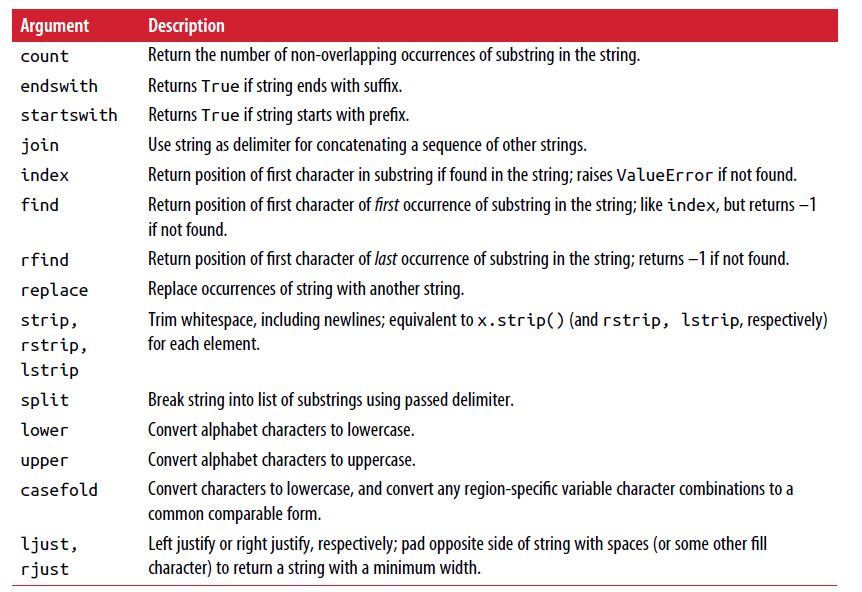 Argument Description
count Return the number of non-overlapping occurrences of substring in the string.
endswith Returns True if string ends with suffix.
startswith Returns True if string starts with prefix.
join Use string as delimiter for concatenating a sequence of other strings.
index Return position of first character in substring if found in the string; raises ValueError if not found.
find Return position of first character of first occurrence of substring in the string; like index, but returns –1
if not found.
rfind Return position of first character of last occurrence of substring in the string; returns –1 if not found.
replace Replace occurrences of string with another string.
strip, Trim whitespace, including newlines; equivalent to x.strip() (and rstrip, lstrip, respectively)
rstrip, for each element.
lstrip
split Break string into list of substrings using passed delimiter.
lower Convert alphabet characters to lowercase.
upper Convert alphabet characters to uppercase.
casefold Convert characters to lowercase, and convert any region-specific variable character combinations to a
common comparable form.
ljust, Left justify or right justify, respectively; pad opposite side of string with spaces (or some other fill
rjust character) to return a string with a minimum width.